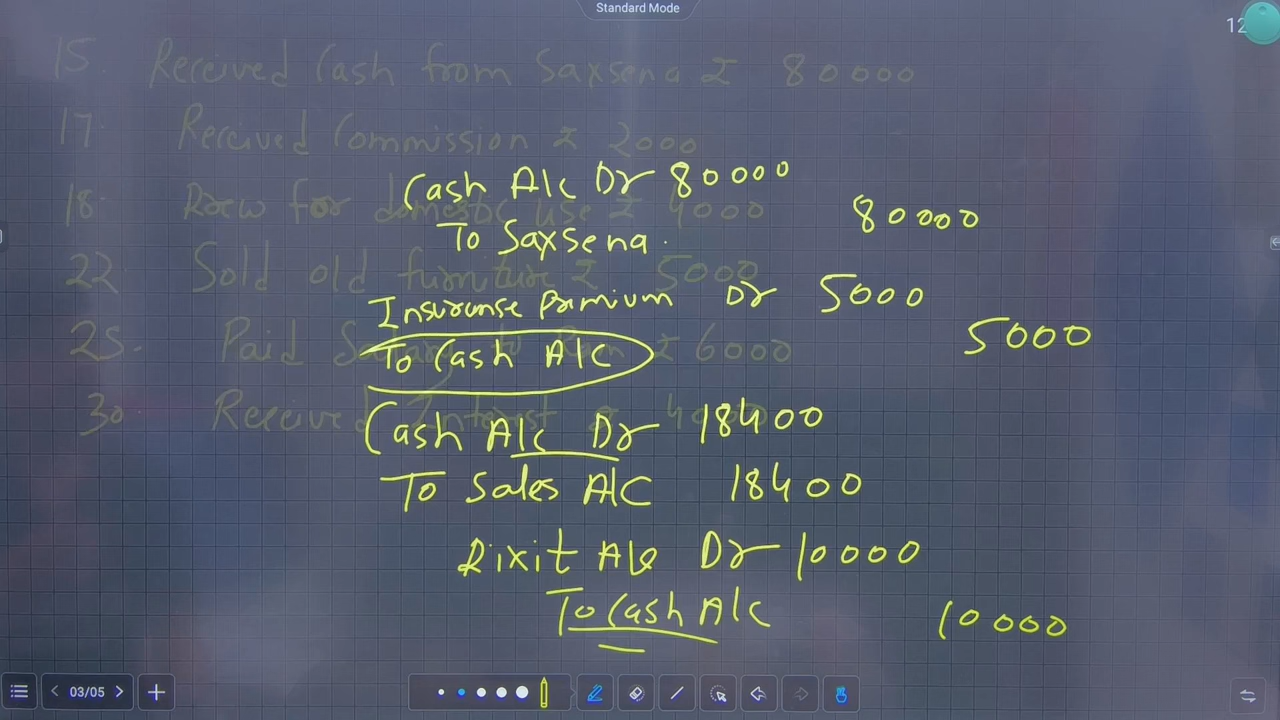 Standard Mode
12
15. Received Cash from Saxsena ₹ 80000
17. Received Commission ₹ 2000
Cash A/c Dr 80000
18. Drew for domestic use ₹ 4000
80000
To Saxsena.
22 Sold old furniture ₹ 5000
Insurance Premium Dr 5000
5000
25. Paid ₹ 6000
To Cash A/c
30 Received Interest
Cash A/c Dr 18400
To Sales A/C 18400
Dixit A/c Dr 10000
To Cash A/c 10000
03/05